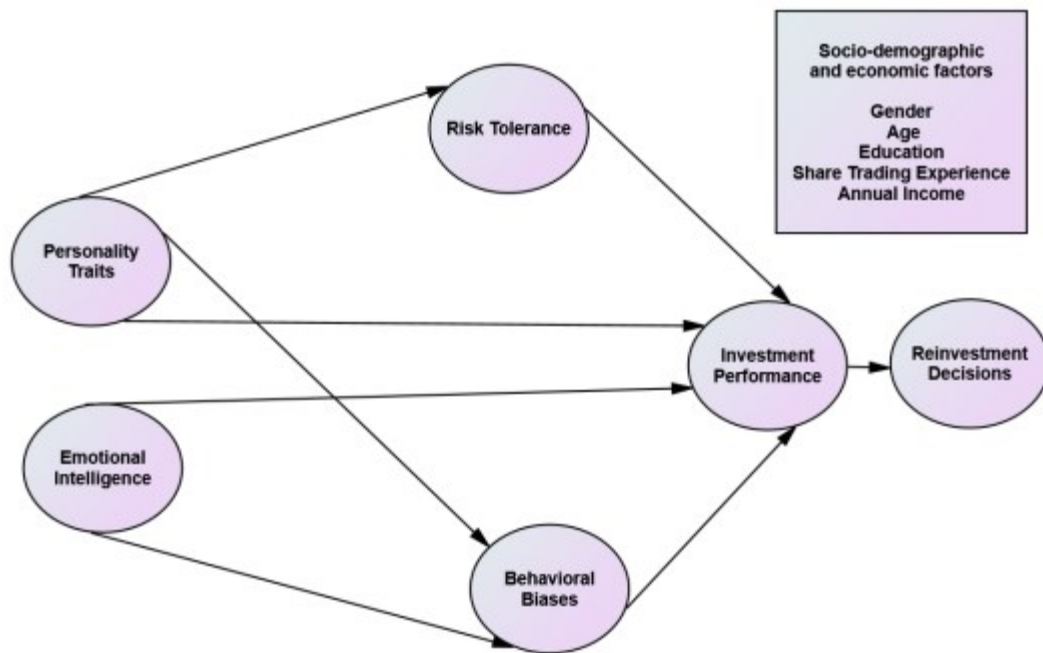 Socio-demographic
and economic factors
Gender
Age
Education
Share Trading Experience
Annual Income
Risk Tolerance
Personality
Traits
Investment
Performance
Reinvestment
Decisions
Emotional
Intelligence
Behavioral
Biases